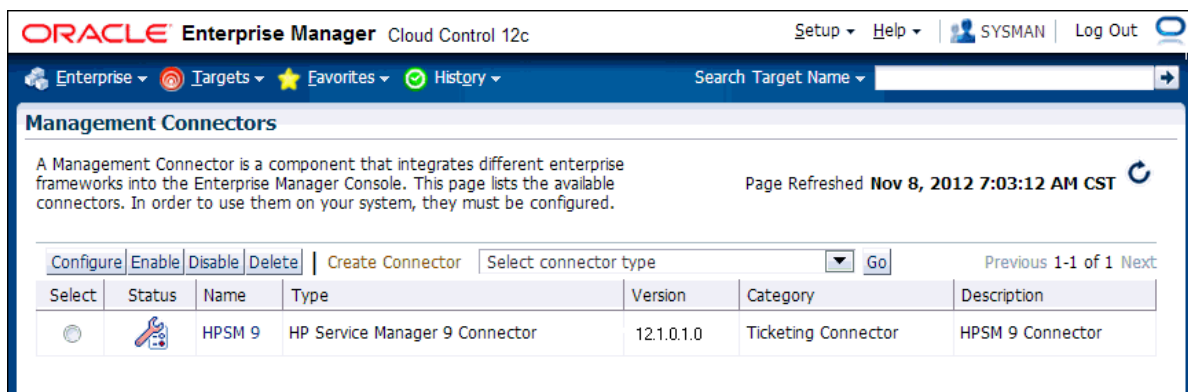 ORACLE Enterprise Manager Cloud Control 12c Setup Help SYSMAN Log Out
Enterprise Targets Favorites History Search Target Name
Management Connectors
A Management Connector is a component that integrates different enterprise
frameworks into the Enterprise Manager Console. This page lists the available
connectors. In order to use them on your system, they must be configured.
Page Refreshed Nov 8, 2012 7:03:12 AM CST
Configure Enable Disable Delete | Create Connector Select connector type Go Previous 1-1 of 1 Next
Select Status Name Type Version Category Description
HPSM 9 HP Service Manager 9 Connector 12.1.0.1.0 Ticketing Connector HPSM 9 Connector